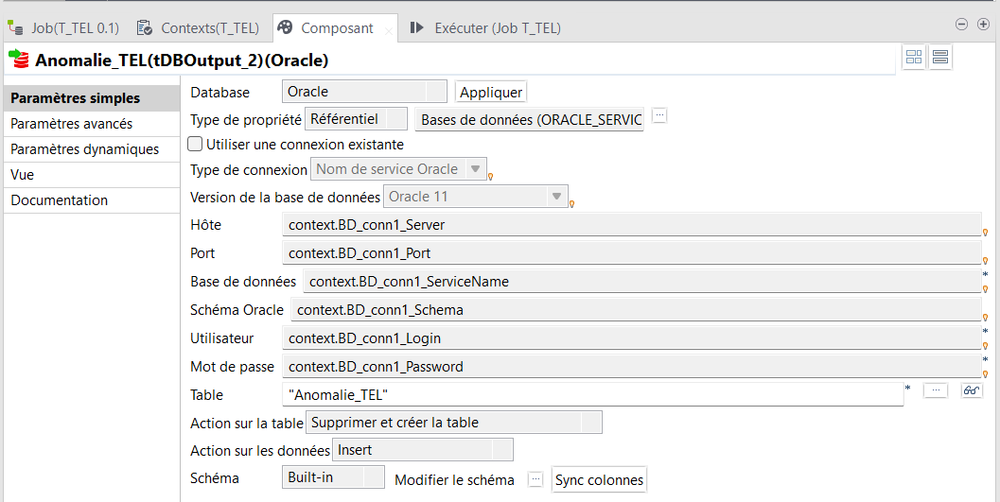 Job(T_TEL 0.1) Contexts(T_TEL) Composant Exécuter (Job T_TEL)
Anomalie_TEL(tDBOutput_2)(Oracle)
Paramètres simples
Paramètres avancés
Paramètres dynamiques
Vue
Documentation
Database Oracle Appliquer
Type de propriété Référentiel Bases de données (ORACLE_SERVIC ...
Utiliser une connexion existante
Type de connexion Nom de service Oracle
Version de la base de données Oracle 11
Hôte context.BD_conn1_Server
Port context.BD_conn1_Port
Base de données context.BD_conn1_ServiceName *
Schéma Oracle context.BD_conn1_Schema
Utilisateur context.BD_conn1_Login *
Mot de passe context.BD_conn1_Password *
Table "Anomalie_TEL" * ...
Action sur la table Supprimer et créer la table
Action sur les données Insert
Schéma Built-in Modifier le schéma ... Sync colonnes